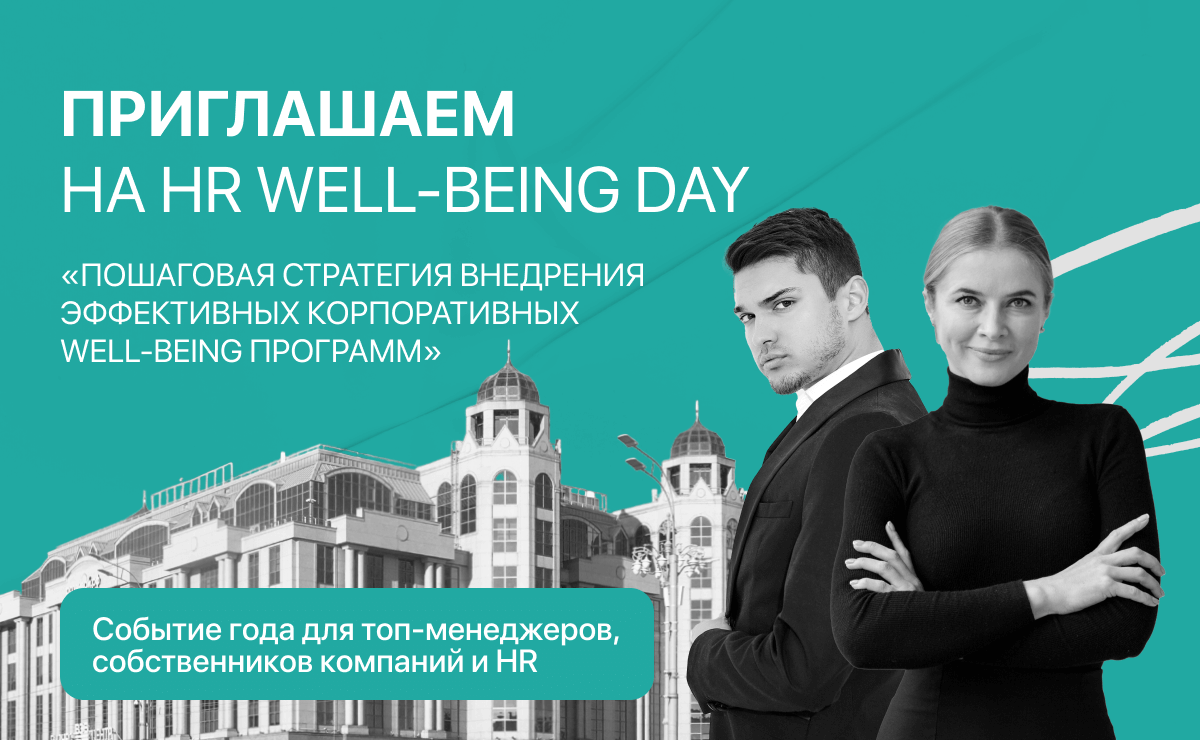 ПРИГЛАШАЕМ
НА HR WELL-BEING DAY
«ПОШАГОВАЯ СТРАТЕГИЯ ВНЕДРЕНИЯ
ЭФФЕКТИВНЫХ КОРПОРАТИВНЫХ
WELL-BEING ПРОГРАММ»
Событие года для топ-менеджеров,
собственников компаний и HR